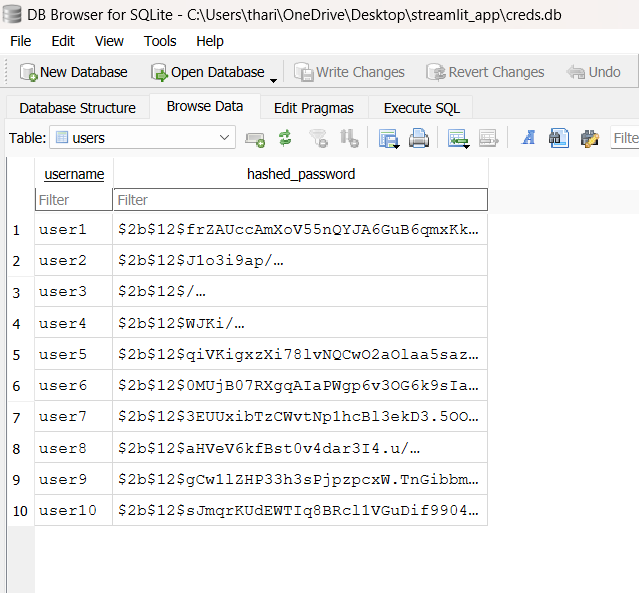 DB Browser for SQLite - C:\Users\thari\OneDrive\Desktop\streamlit_app\creds.db
File Edit View Tools Help
New Database Open Database Write Changes Revert Changes Undo
Database Structure Browse Data Edit Pragmas Execute SQL
Table: users Filte
username hashed_password
Filter Filter
1 user1 $2b$12$frZAUccAmXoV55nQYJA6GuB6qmxKk…
2 user2 $2b$12$J1o3i9ap/…
3 user3 $2b$12$/…
4 user4 $2b$12$WJKi/…
5 user5 $2b$12$qiVKigxzXi78lvNQCwO2aOlaa5saz…
6 user6 $2b$12$0MUjB07RXgqAIaPWgp6v3OG6k9sIa…
7 user7 $2b$12$3EUUxibTzCWvtNp1hcBl3ekD3.5OO…
8 user8 $2b$12$aHVeV6kfBst0v4dar3I4.u/…
9 user9 $2b$12$gCw1lZHP33h3sPjpzpcxW.TnGibbm…
10 user10 $2b$12$sJmqrKUdEWTIq8BRcl1VGuDif9904…